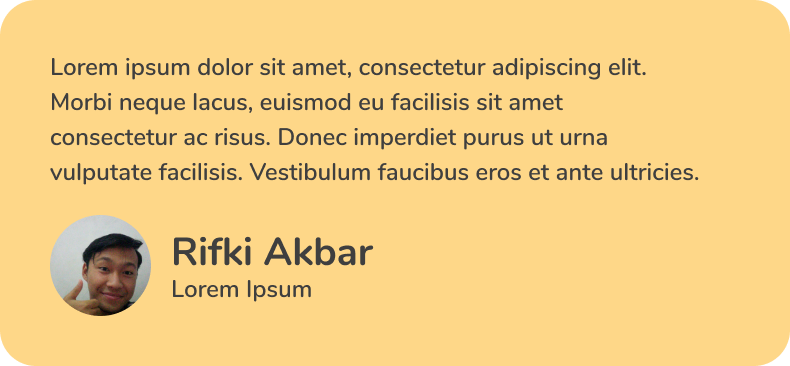 Lorem ipsum dolor sit amet, consectetur adipiscing elit.
Morbi neque lacus, euismod eu facilisis sit amet
consectetur ac risus. Donec imperdiet purus ut urna
vulputate facilisis. Vestibulum faucibus eros et ante ultricies.
Rifki Akbar
Lorem Ipsum